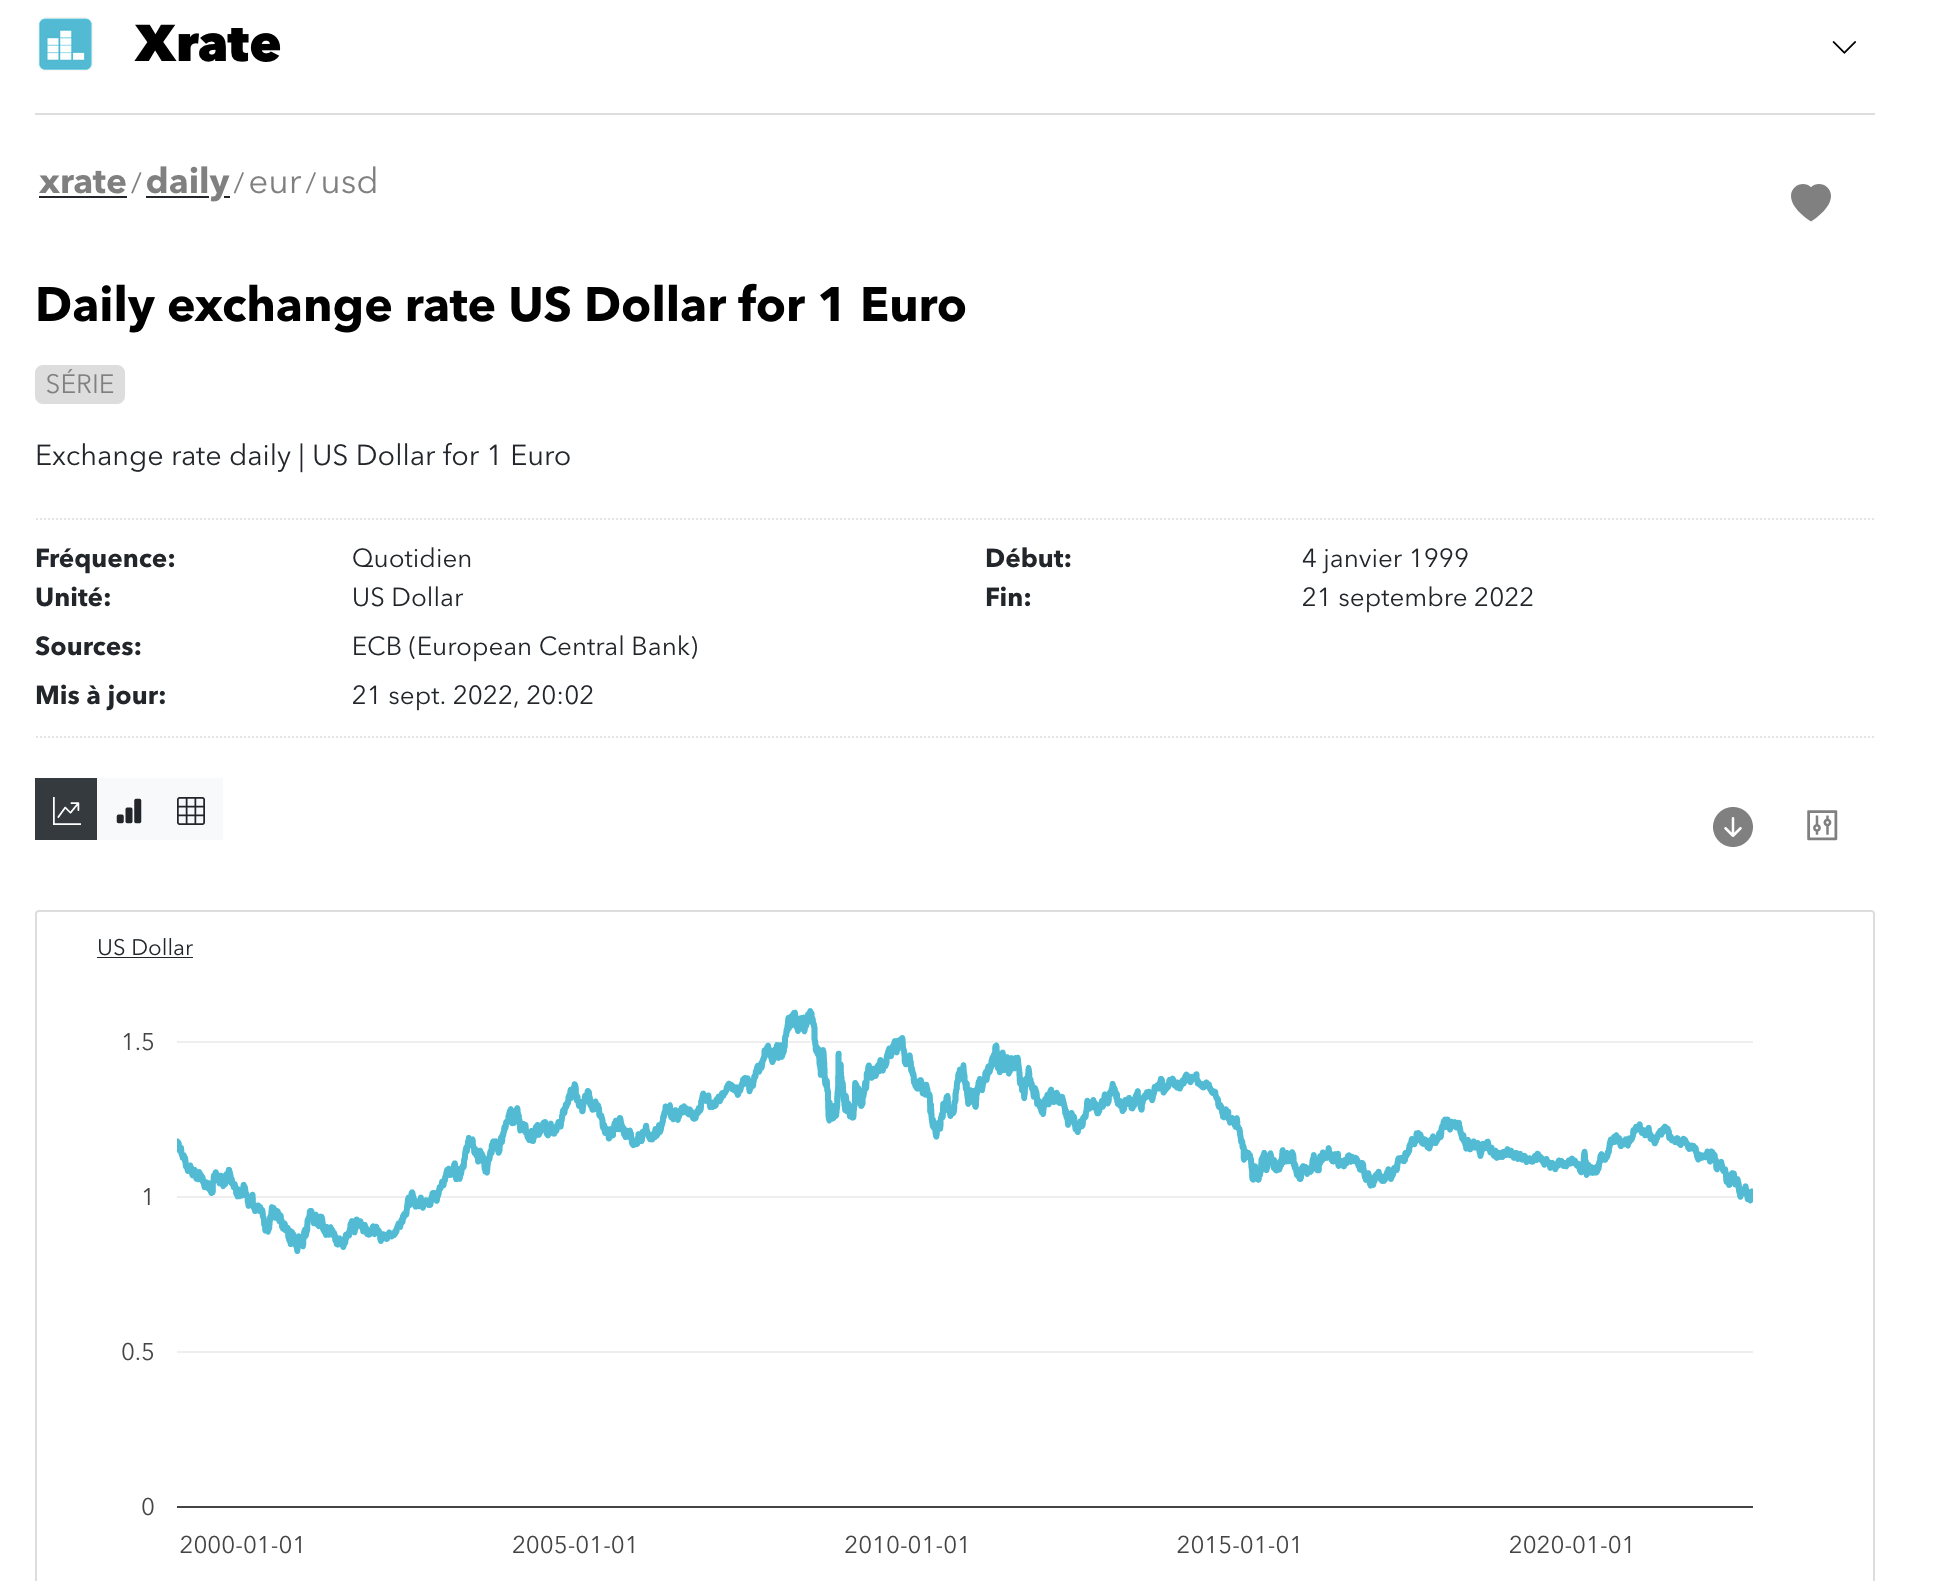 Xrate
xrate/daily/eur/usd
Daily exchange rate US Dollar for 1 Euro
SÉRIE
Exchange rate daily | US Dollar for 1 Euro
Fréquence: Quotidien Début: 4 janvier 1999
Unité: US Dollar Fin: 21 septembre 2022
Sources: ECB (European Central Bank)
Mis à jour: 21 sept. 2022, 20:02
US Dollar
1.5
1
0.5
0
2000-01-01 2005-01-01 2010-01-01 2015-01-01 2020-01-01